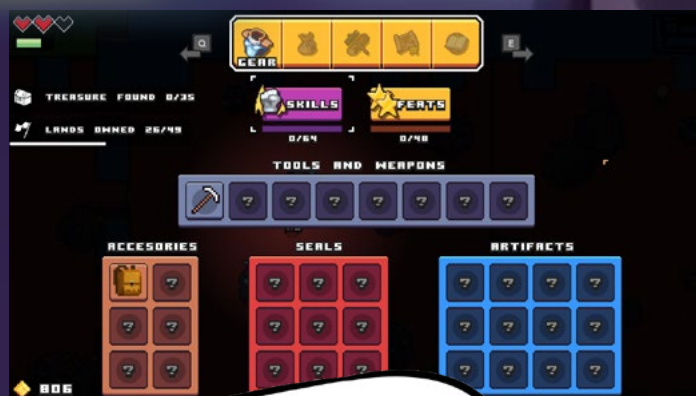 Q
E
GEAR
TREASURE FOUND 0/35
SKILLS
FEATS
LANDS OWNED 26/49
0/64
0/40
TOOLS AND WEAPONS
? ? ? ? ? ? ?
ACCESORIES
SEALS
ARTIFACTS
? ? ? ? ? ? ? ?
? ? ? ? ? ? ? ? ?
? ? ? ? ? ? ? ? ?
806